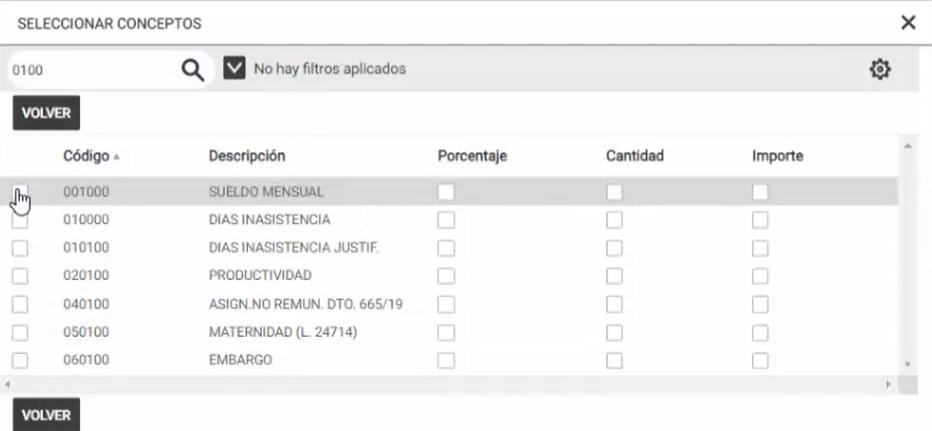 SELECCIONAR CONCEPTOS
0100 No hay filtros aplicados
VOLVER
Código Descripción Porcentaje Cantidad Importe
001000 SUELDO MENSUAL
010000 DIAS INASISTENCIA
010100 DIAS INASISTENCIA JUSTIF.
020100 PRODUCTIVIDAD
040100 ASIGN.NO REMUN. DTO. 665/19
050100 MATERNIDAD (L. 24714)
060100 EMBARGO
VOLVER